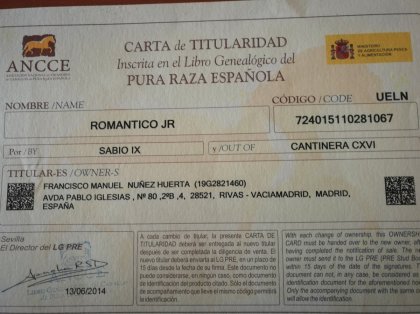 ANCCE
CARTA de TITULARIDAD
Inscrita en el Libro Genealógico del
PURA RAZA ESPAÑOLA
MINISTERIO
DE AGRICULTURA, PESCA
Y ALIMENTACIÓN
NOMBRE /NAME
CÓDIGO /CODE UELN
ROMANTICO JR
724015110281067
Por /BY
SABIO IX
y /OUT OF
CANTINERA CXVI
TITULAR-ES /OWNER-S
FRANCISCO MANUEL NUÑEZ HUERTA (19G2821460)
AVDA PABLO IGLESIAS , Nº 80 ,2ºB ,4, 28521, RIVAS - VACIAMADRID, MADRID,
ESPAÑA
Sevilla
El Director del LG PRE
13/06/2014
A cada cambio de titular, la presente CARTA DE
TITULARIDAD deberá ser entregada al nuevo titular
después de ser completada la diligencia de venta. El
nuevo titular deberá enviarla al LG PRE, en un plazo de
15 días desde la fecha de su firma. Este documento no
puede considerarse, en ningún caso, como documento
de identificación del producto citado. Sólo el documento de
acompañamiento que lleve el mismo código permitirá la
identificación.
With each change of ownership, this OWNERSHIP
CARD must be handed over to the new owner, after
having completed the notification of sale. The new
owner must send it to the LG PRE (PRE Stud Book)
within 15 days of the date of the signatures. This
document can not, in any case, be considered an
identification document for the aforementioned horse.
Only the accompanying document with the same code
will allow the identification.